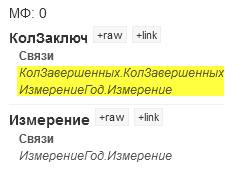 МФ: 0
КолЗаключ +raw +link
Связи
КолЗавершенных.КолЗавершенных
ИзмерениеГод.Измерение
Измерение +raw +link
Связи
ИзмерениеГод.Измерение